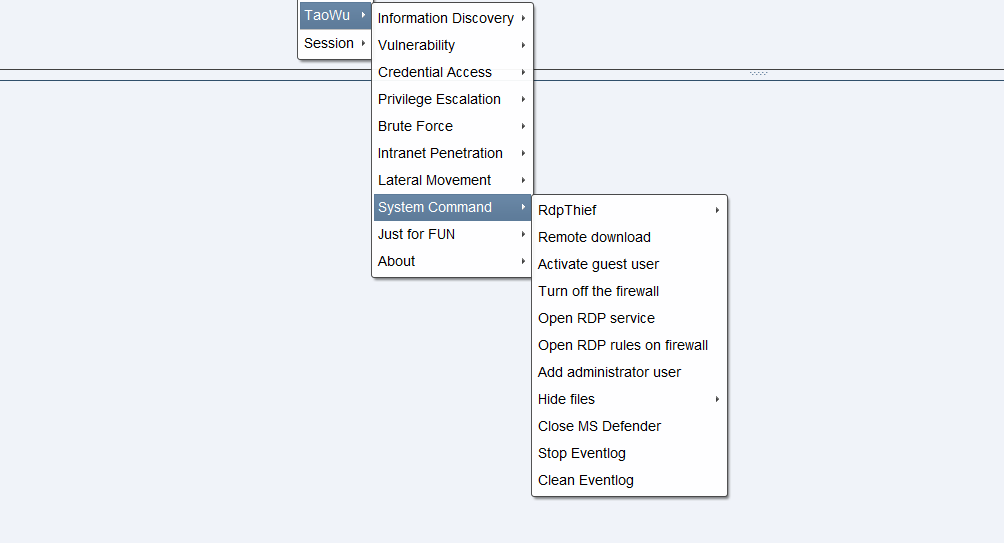 TaoWu
Session
Information Discovery
Vulnerability
Credential Access
Privilege Escalation
Brute Force
Intranet Penetration
Lateral Movement
System Command
Just for FUN
About
RdpThief
Remote download
Activate guest user
Turn off the firewall
Open RDP service
Open RDP rules on firewall
Add administrator user
Hide files
Close MS Defender
Stop Eventlog
Clean Eventlog